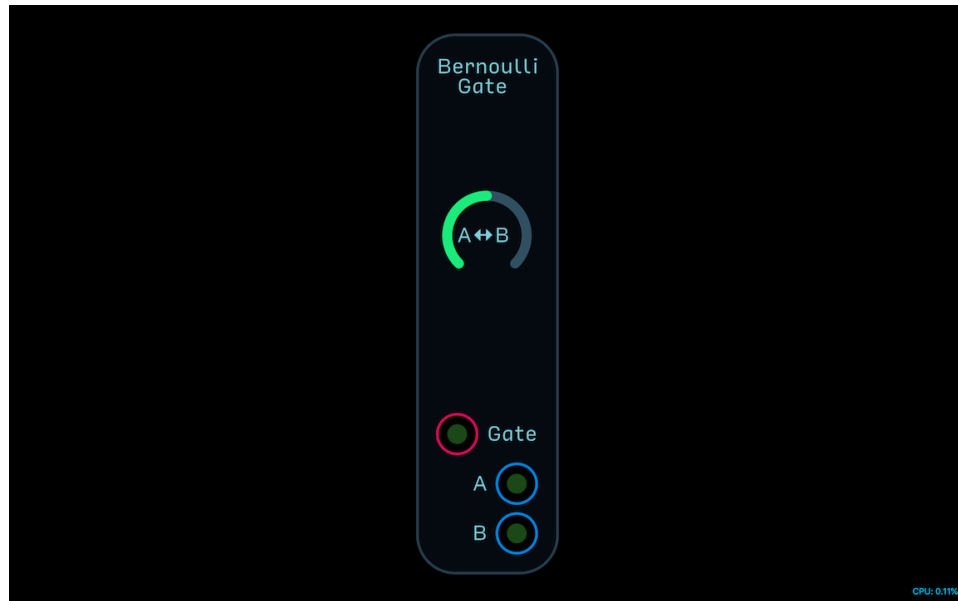 Bernoulli
Gate
A↔B
Gate
A
B
CPU: 0.11%